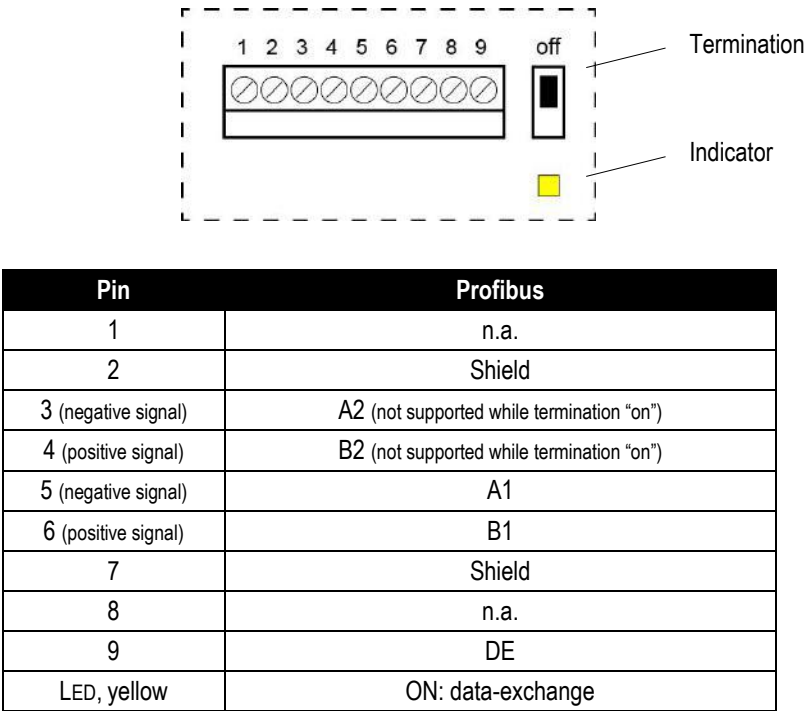 1 2 3 4 5 6 7 8 9 off
Termination
Indicator
Pin Profibus
1 n.a.
2 Shield
3 (negative signal) A2 (not supported while termination “on”)
4 (positive signal) B2 (not supported while termination “on”)
5 (negative signal) A1
6 (positive signal) B1
7 Shield
8 n.a.
9 DE
LED, yellow ON: data-exchange